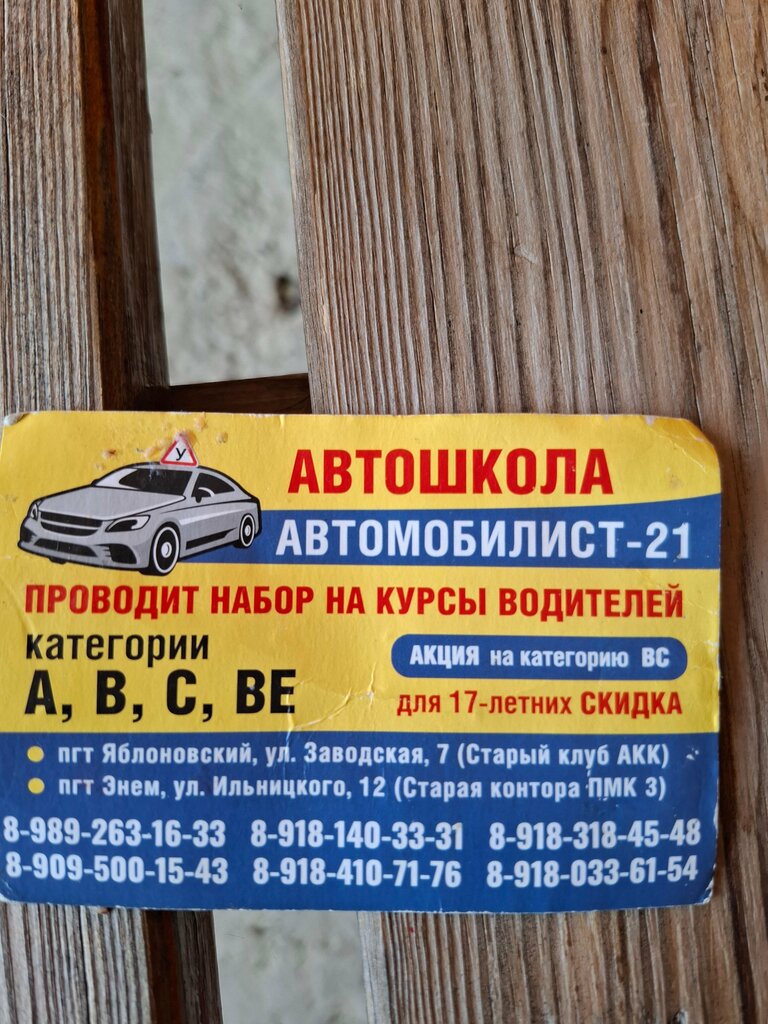 У
АВТОШКОЛА
АВТОМОБИЛИСТ-21
ПРОВОДИТ НАБОР НА КУРСЫ ВОДИТЕЛЕЙ
категории
А, В, С, ВЕ
АКЦИЯ на категорию ВС
для 17-летних СКИДКА
пгт Яблоновский, ул. Заводская, 7 (Старый клуб АКК)
пгт Энем, ул. Ильницкого, 12 (Старая контора ПМК 3)
8-989-263-16-33 8-918-140-33-31 8-918-318-45-48
8-909-500-15-43 8-918-410-71-76 8-918-033-61-54